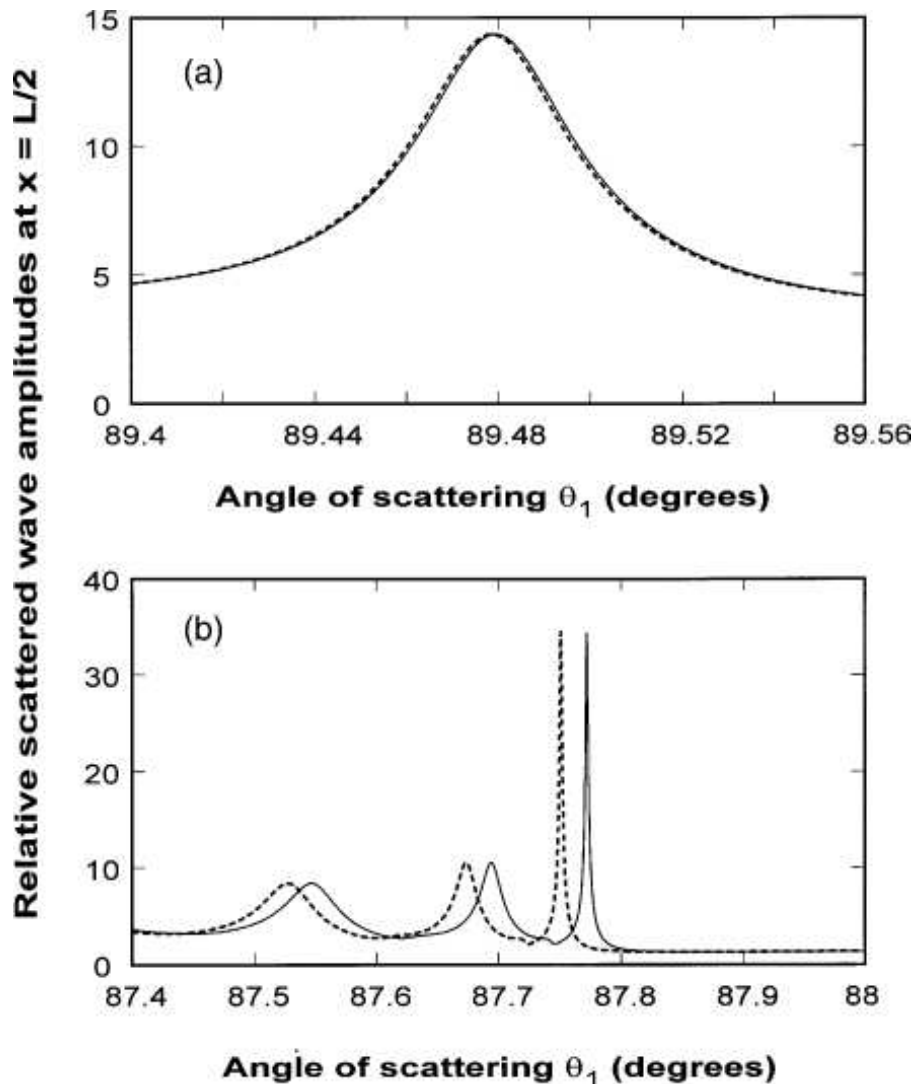 Relative scattered wave amplitudes at x = L/2
(a)
15
10
5
0
89.4 89.44 89.48 89.52 89.56
Angle of scattering θ₁ (degrees)
(b)
40
30
20
10
0
87.4 87.5 87.6 87.7 87.8 87.9 88
Angle of scattering θ₁ (degrees)